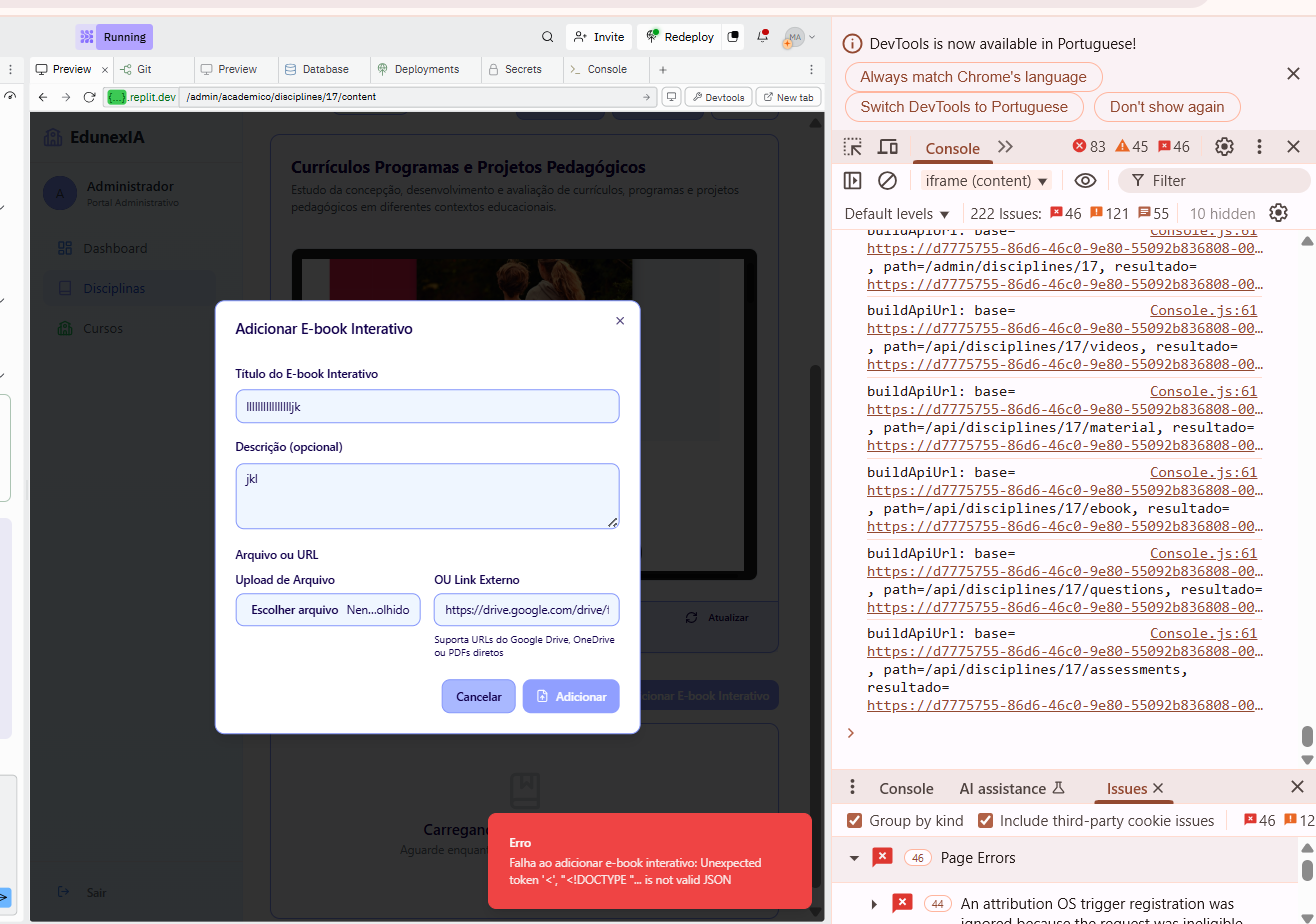 Running
Invite
Redeploy
MA
Preview
Git
Preview
Database
Deployments
Secrets
Console
{...}.replit.dev
/admin/academico/disciplines/17/content
Devtools
New tab
EdunexIA
A
Administrador
Portal Administrativo
Dashboard
Disciplinas
Cursos
Sair
Currículos Programas e Projetos Pedagógicos
Estudo da concepção, desenvolvimento e avaliação de currículos, programas e projetos
pedagógicos em diferentes contextos educacionais.
Adicionar E-book Interativo
Título do E-book Interativo
Descrição (opcional)
jkl
Arquivo ou URL
Upload de Arquivo
OU Link Externo
Escolher arquivo Nen...olhido
https://drive.google.com/drive/f
Suporta URLs do Google Drive, OneDrive
ou PDFs diretos
Cancelar
Adicionar
Atualizar
cionar E-book Interativo
Carregan
Aguarde enquan
Erro
Falha ao adicionar e-book interativo: Unexpected
token '<', "<!DOCTYPE "... is not valid JSON
DevTools is now available in Portuguese!
Always match Chrome's language
Switch DevTools to Portuguese
Don't show again
Console
83
45
46
iframe (content)
Filter
Default levels
222 Issues: 46 121 55
10 hidden
buildApiUrl: base= Console.js:61
https://d7775755-86d6-46c0-9e80-55092b836808-00…
, path=/admin/disciplines/17, resultado=
https://d7775755-86d6-46c0-9e80-55092b836808-00…
buildApiUrl: base= Console.js:61
https://d7775755-86d6-46c0-9e80-55092b836808-00…
, path=/api/disciplines/17/videos, resultado=
https://d7775755-86d6-46c0-9e80-55092b836808-00…
buildApiUrl: base= Console.js:61
https://d7775755-86d6-46c0-9e80-55092b836808-00…
, path=/api/disciplines/17/material, resultado=
https://d7775755-86d6-46c0-9e80-55092b836808-00…
buildApiUrl: base= Console.js:61
https://d7775755-86d6-46c0-9e80-55092b836808-00…
, path=/api/disciplines/17/ebook, resultado=
https://d7775755-86d6-46c0-9e80-55092b836808-00…
buildApiUrl: base= Console.js:61
https://d7775755-86d6-46c0-9e80-55092b836808-00…
, path=/api/disciplines/17/questions, resultado=
https://d7775755-86d6-46c0-9e80-55092b836808-00…
buildApiUrl: base= Console.js:61
https://d7775755-86d6-46c0-9e80-55092b836808-00…
, path=/api/disciplines/17/assessments,
resultado=
https://d7775755-86d6-46c0-9e80-55092b836808-00…
Console
AI assistance
Issues
Group by kind
Include third-party cookie issues
46 12
46 Page Errors
44 An attribution OS trigger registration was
ignored because the request was ineligible